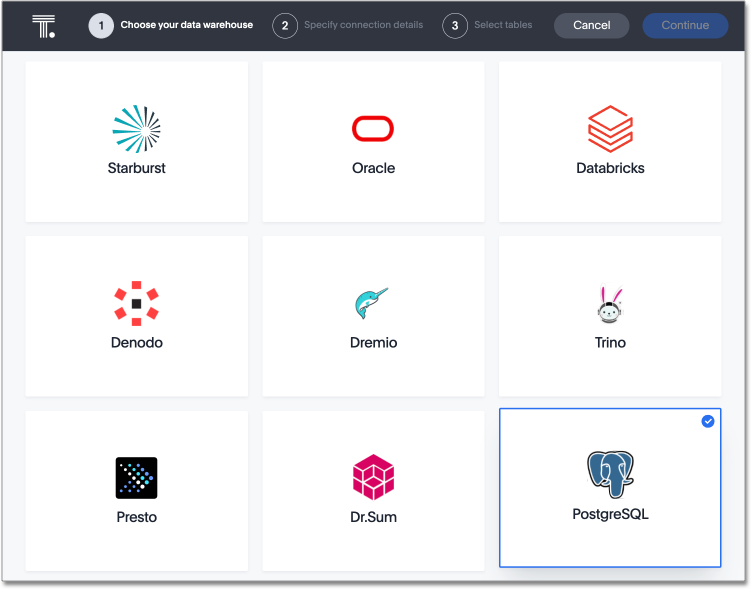 T. 1 Choose your data warehouse 2 Specify connection details 3 Select tables Cancel Continue
Starburst Oracle Databricks
Denodo Dremio Trino
Presto Dr.Sum PostgreSQL